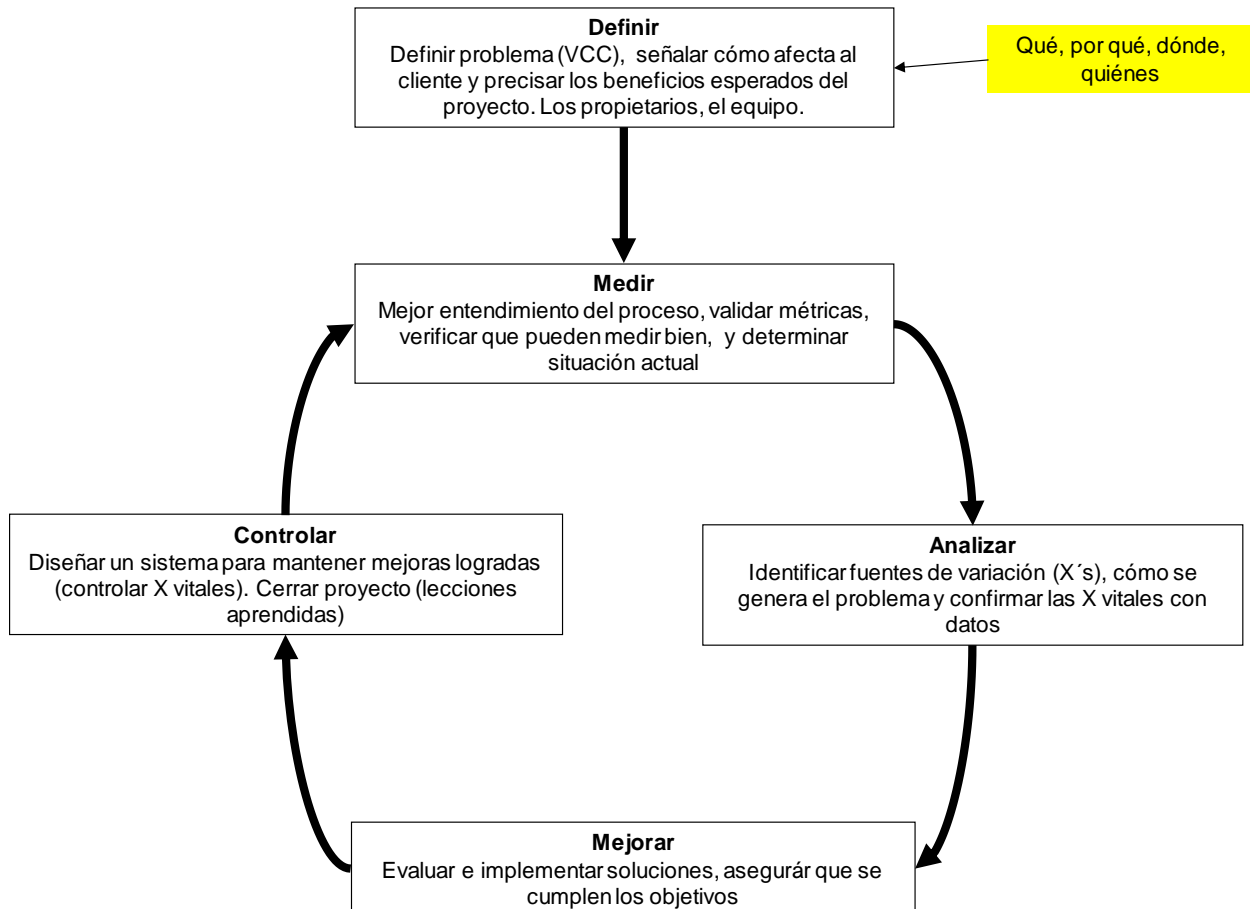 Definir
Definir problema (VCC), señalar cómo afecta al
cliente y precisar los beneficios esperados del
proyecto. Los propietarios, el equipo.
Qué, por qué, dónde,
quiénes
Medir
Mejor entendimiento del proceso, validar métricas,
verificar que pueden medir bien, y determinar
situación actual
Controlar
Diseñar un sistema para mantener mejoras logradas
(controlar X vitales). Cerrar proyecto (lecciones
aprendidas)
Analizar
Identificar fuentes de variación (X´s), cómo se
genera el problema y confirmar las X vitales con
datos
Mejorar
Evaluar e implementar soluciones, asegurár que se
cumplen los objetivos